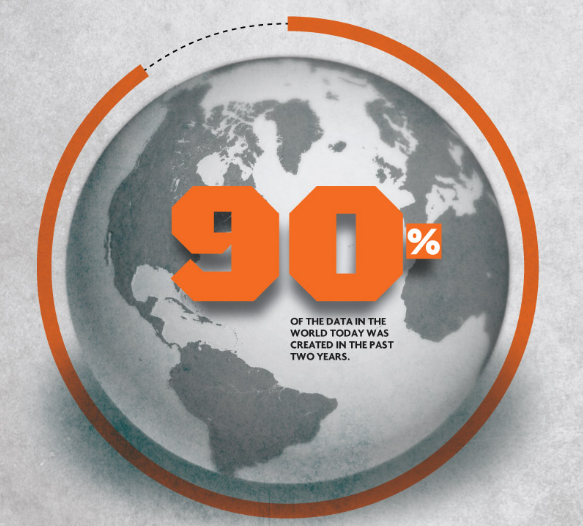 90%
OF THE DATA IN THE
WORLD TODAY WAS
CREATED IN THE PAST
TWO YEARS.